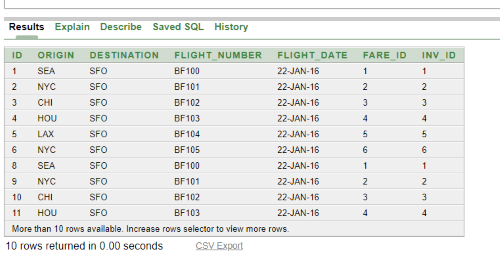 Results Explain Describe Saved SQL History
ID ORIGIN DESTINATION FLIGHT_NUMBER FLIGHT_DATE FARE_ID INV_ID
1 SEA SFO BF100 22-JAN-16 1 1
2 NYC SFO BF101 22-JAN-16 2 2
3 CHI SFO BF102 22-JAN-16 3 3
4 HOU SFO BF103 22-JAN-16 4 4
5 LAX SFO BF104 22-JAN-16 5 5
6 NYC SFO BF105 22-JAN-16 6 6
8 SEA SFO BF100 22-JAN-16 1 1
9 NYC SFO BF101 22-JAN-16 2 2
10 CHI SFO BF102 22-JAN-16 3 3
11 HOU SFO BF103 22-JAN-16 4 4
More than 10 rows available. Increase rows selector to view more rows.
10 rows returned in 0.00 seconds CSV Export